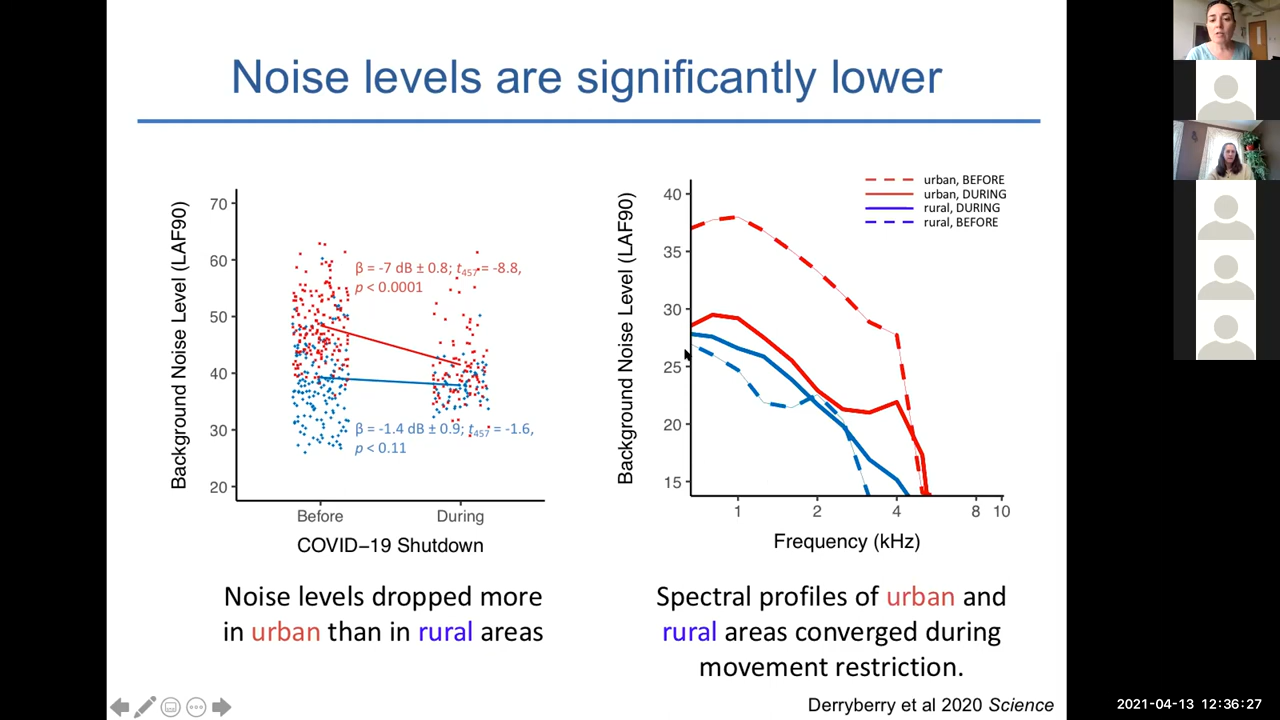 Noise levels are significantly lower
Background Noise Level (LAF90)
70
60
50
40
30
20
β = -7 dB ± 0.8; t457 = -8.8,
p < 0.0001
β = -1.4 dB ± 0.9; t457 = -1.6,
p < 0.11
Before
During
COVID−19 Shutdown
Noise levels dropped more
in urban than in rural areas
Background Noise Level (LAF90)
40
35
30
25
20
15
urban, BEFORE
urban, DURING
rural, DURING
rural, BEFORE
1
2
4
8
10
Frequency (kHz)
Spectral profiles of urban and
rural areas converged during
movement restriction.
Derryberry et al 2020 Science
2021-04-13 12:36:27